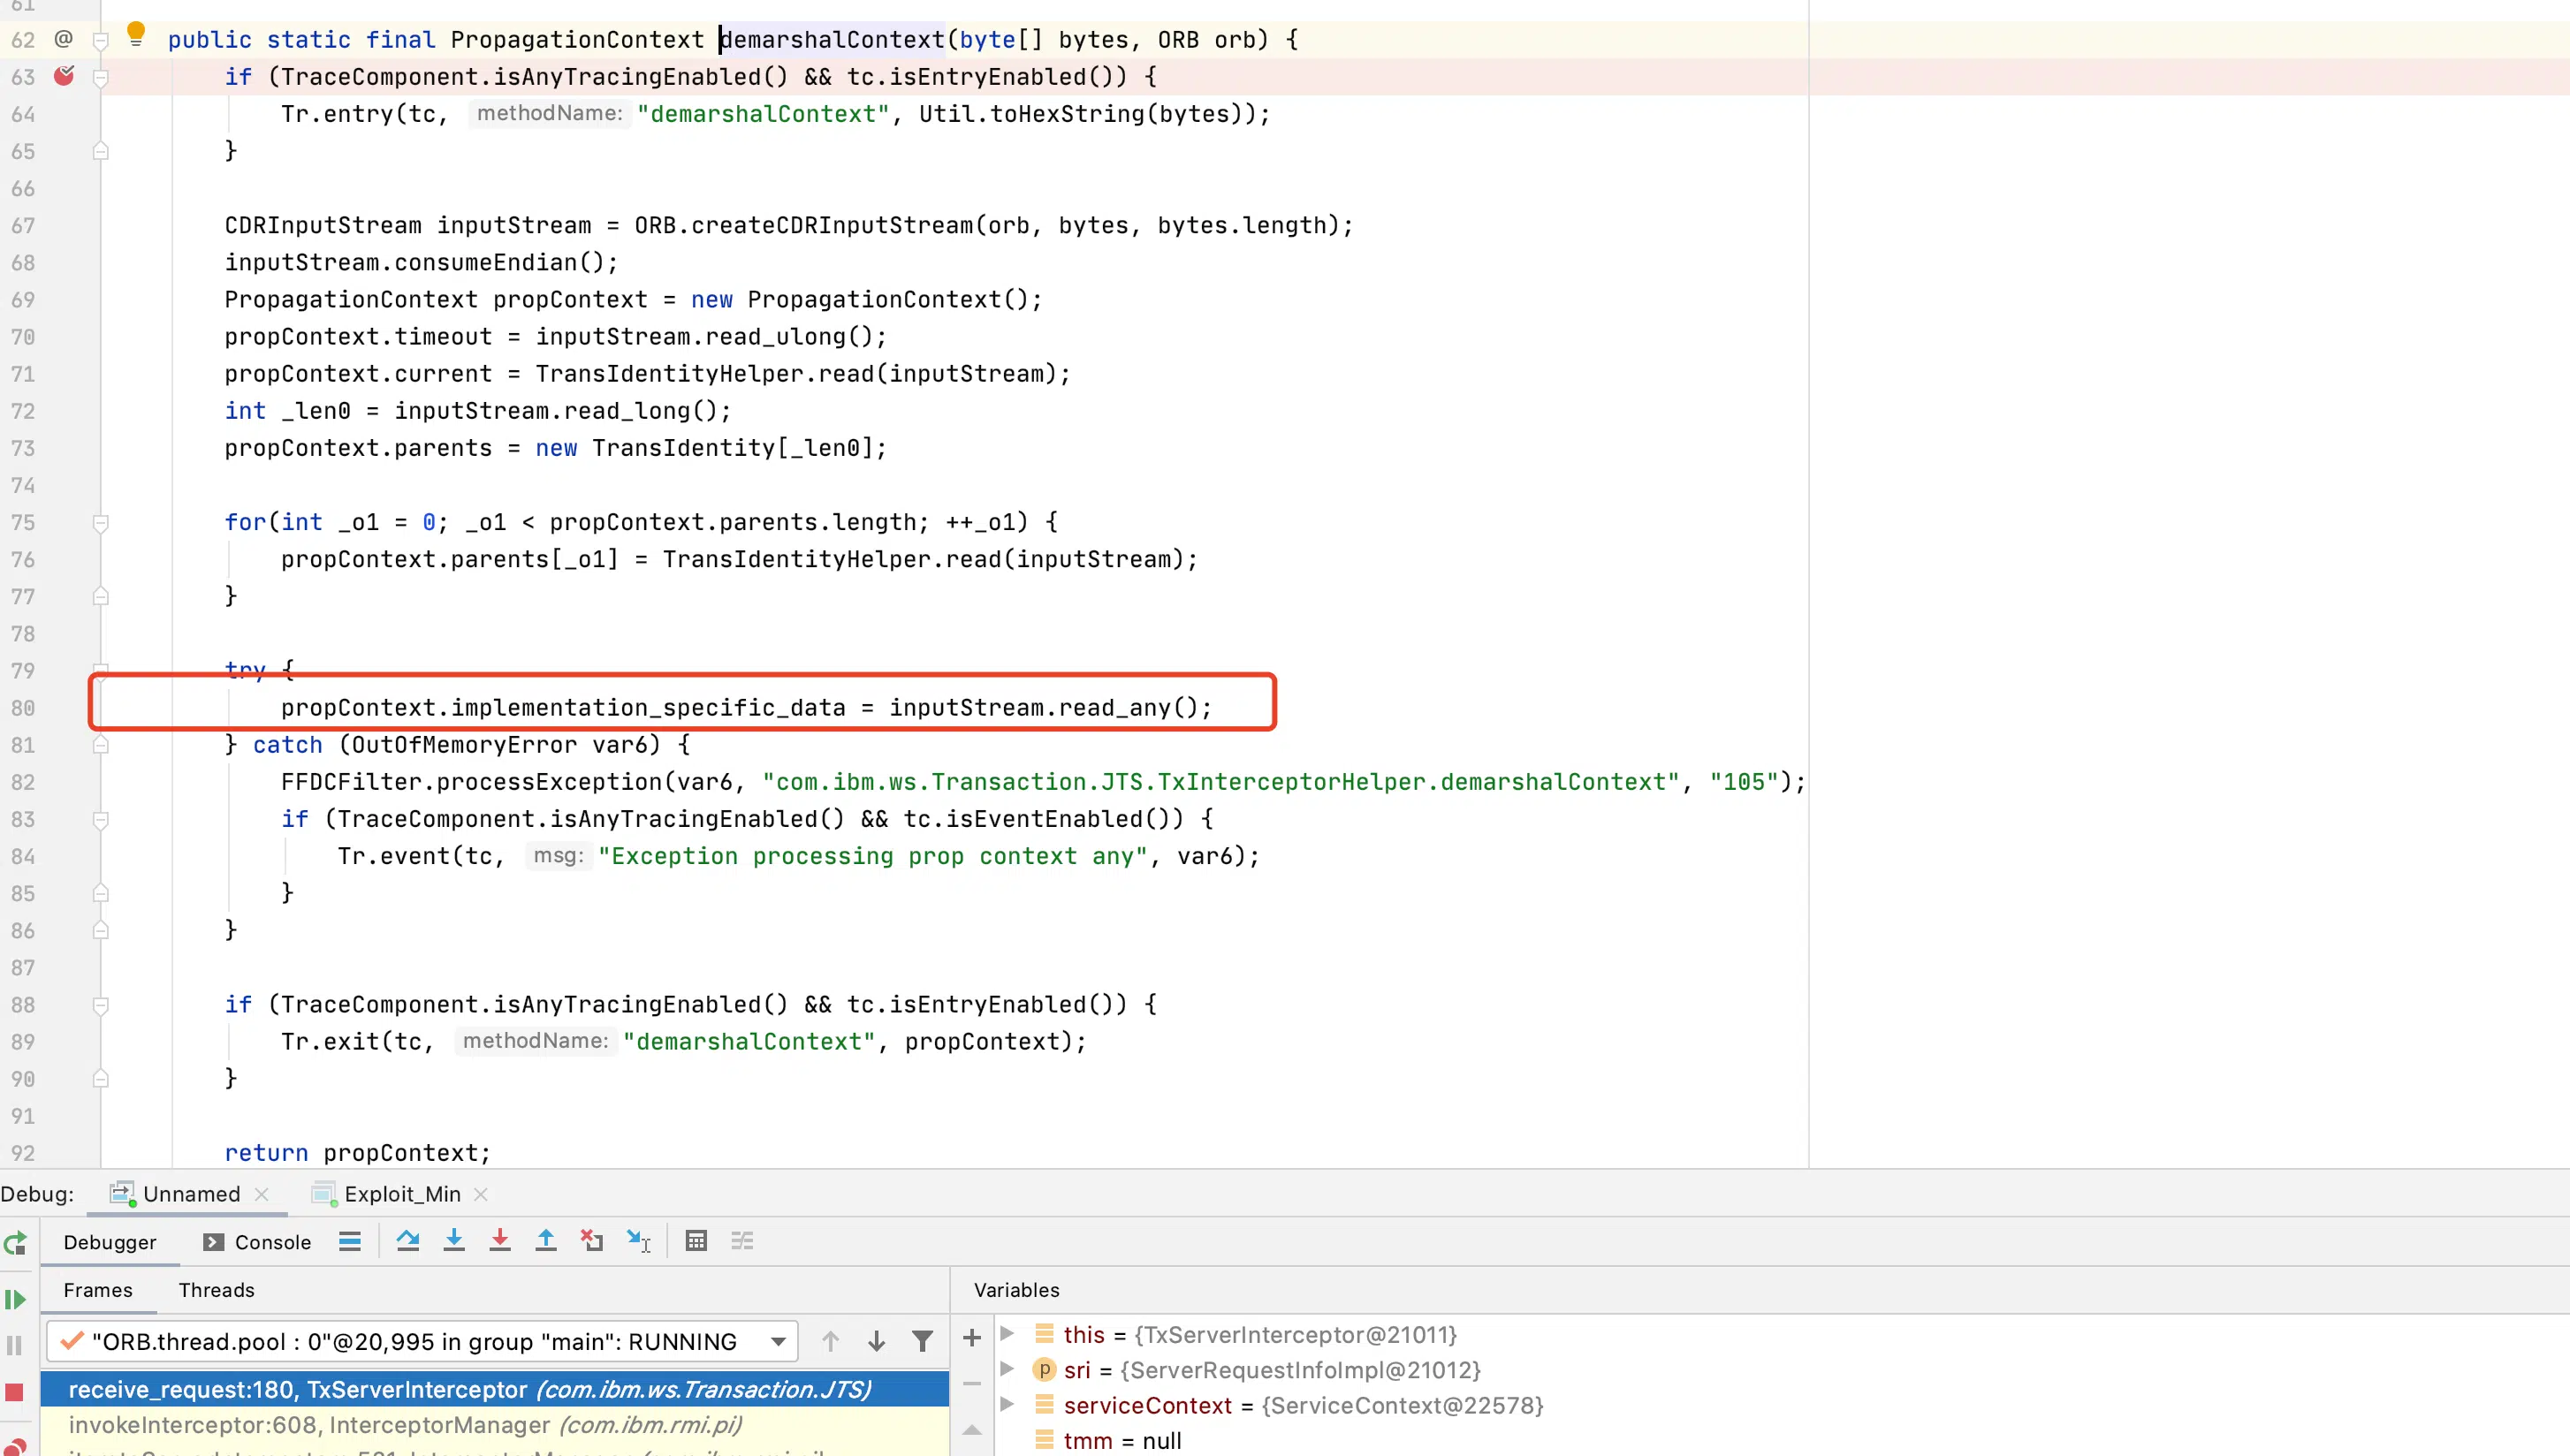 61
62 @ public static final PropagationContext demarshalContext(byte[] bytes, ORB orb) {
63 if (TraceComponent.isAnyTracingEnabled() && tc.isEntryEnabled()) {
64 Tr.entry(tc, methodName: "demarshalContext", Util.toHexString(bytes));
65 }
66
67 CDRInputStream inputStream = ORB.createCDRInputStream(orb, bytes, bytes.length);
68 inputStream.consumeEndian();
69 PropagationContext propContext = new PropagationContext();
70 propContext.timeout = inputStream.read_ulong();
71 propContext.current = TransIdentityHelper.read(inputStream);
72 int _len0 = inputStream.read_long();
73 propContext.parents = new TransIdentity[_len0];
74
75 for(int _o1 = 0; _o1 < propContext.parents.length; ++_o1) {
76 propContext.parents[_o1] = TransIdentityHelper.read(inputStream);
77 }
78
79 try {
80 propContext.implementation_specific_data = inputStream.read_any();
81 } catch (OutOfMemoryError var6) {
82 FFDCFilter.processException(var6, "com.ibm.ws.Transaction.JTS.TxInterceptorHelper.demarshalContext", "105");
83 if (TraceComponent.isAnyTracingEnabled() && tc.isEventEnabled()) {
84 Tr.event(tc, msg: "Exception processing prop context any", var6);
85 }
86 }
87
88 if (TraceComponent.isAnyTracingEnabled() && tc.isEntryEnabled()) {
89 Tr.exit(tc, methodName: "demarshalContext", propContext);
90 }
91
92 return propContext;
Debug: Unnamed Exploit_Min
Debugger Console
Frames Threads
Variables
"ORB.thread.pool : 0"@20,995 in group "main": RUNNING
receive_request:180, TxServerInterceptor (com.ibm.ws.Transaction.JTS)
invokeInterceptor:608, InterceptorManager (com.ibm.rmi.pi)
this = {TxServerInterceptor@21011}
p sri = {ServerRequestInfoImpl@21012}
serviceContext = {ServiceContext@22578}
tmm = null